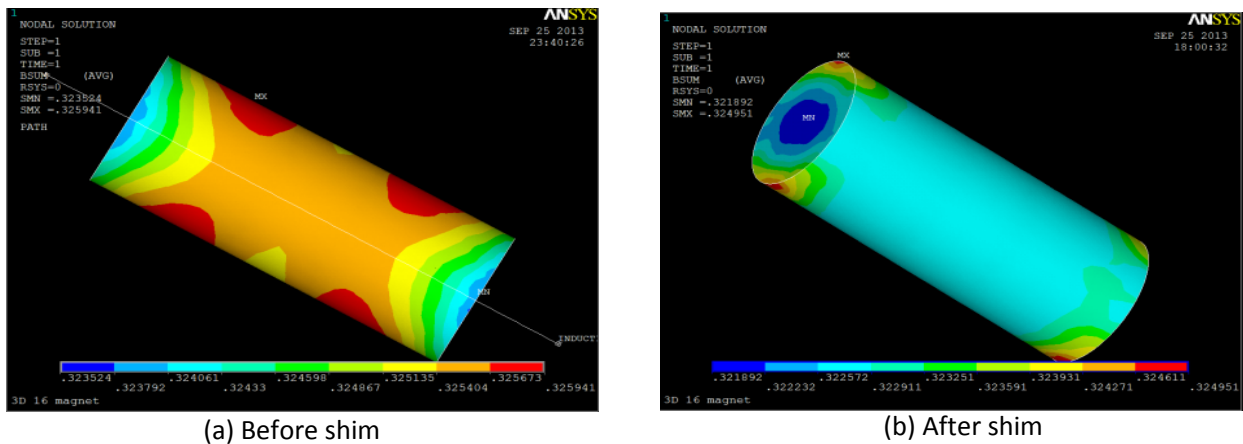 1
ANSYS
NODAL SOLUTION
SEP 25 2013
23:40:26
STEP=1
SUB =1
TIME=1
BSUM (AVG)
RSYS=0
SMN =.323524
SMX =.325941
PATH
MX
MN
INDUCTI
.323524 .324061 .324598 .325135 .325673
.323792 .32433 .324867 .325404 .325941
3D 16 magnet
(a) Before shim
1
ANSYS
NODAL SOLUTION
SEP 25 2013
18:00:32
STEP=1
SUB =1
TIME=1
BSUM (AVG)
RSYS=0
SMN =.321892
SMX =.324951
MX
MN
.321892 .322572 .323251 .323931 .324611
.322232 .322911 .323591 .324271 .324951
3D 16 magnet
(b) After shim